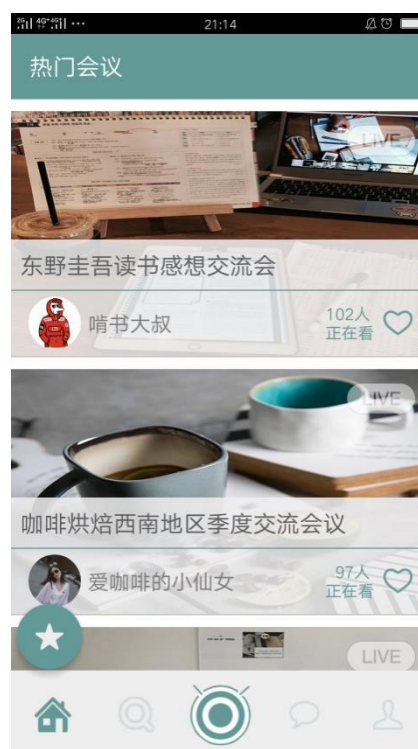 2G 4G+ 4G ···
21:14
热门会议
LIVE
东野圭吾读书感想交流会
啃书大叔
102人
正在看
LIVE
咖啡烘焙西南地区季度交流会议
爱咖啡的小仙女
97人
正在看
LIVE